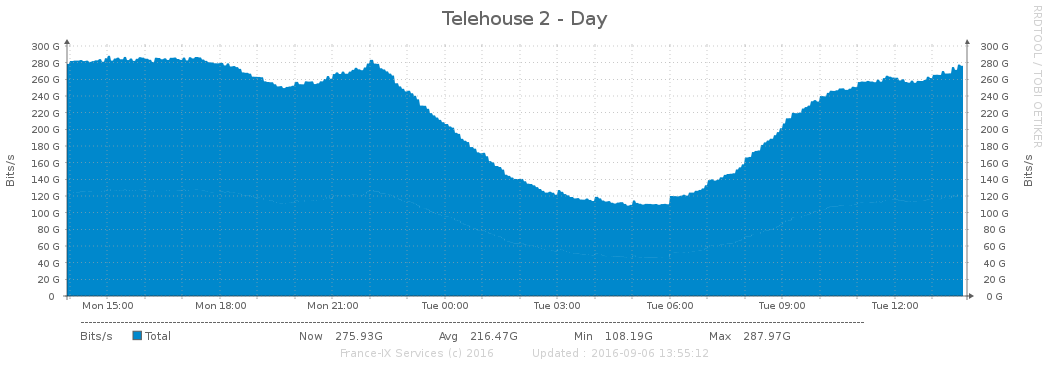 Telehouse 2 - Day
RRDTOOL / TOBI OETIKER
Bits/s
300 G 300 G
280 G 280 G
260 G 260 G
240 G 240 G
220 G 220 G
200 G 200 G
180 G 180 G
160 G 160 G
140 G 140 G
120 G 120 G
100 G 100 G
80 G 80 G
60 G 60 G
40 G 40 G
20 G 20 G
0 0 G
Bits/s
Mon 15:00 Mon 18:00 Mon 21:00 Tue 00:00 Tue 03:00 Tue 06:00 Tue 09:00 Tue 12:00
Bits/s Total Now 275.93G Avg 216.47G Min 108.19G Max 287.97G
France-IX Services (c) 2016 Updated : 2016-09-06 13:55:12